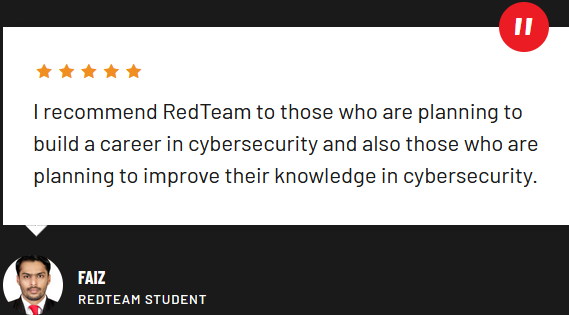 I recommend RedTeam to those who are planning to
build a career in cybersecurity and also those who are
planning to improve their knowledge in cybersecurity.
FAIZ
REDTEAM STUDENT